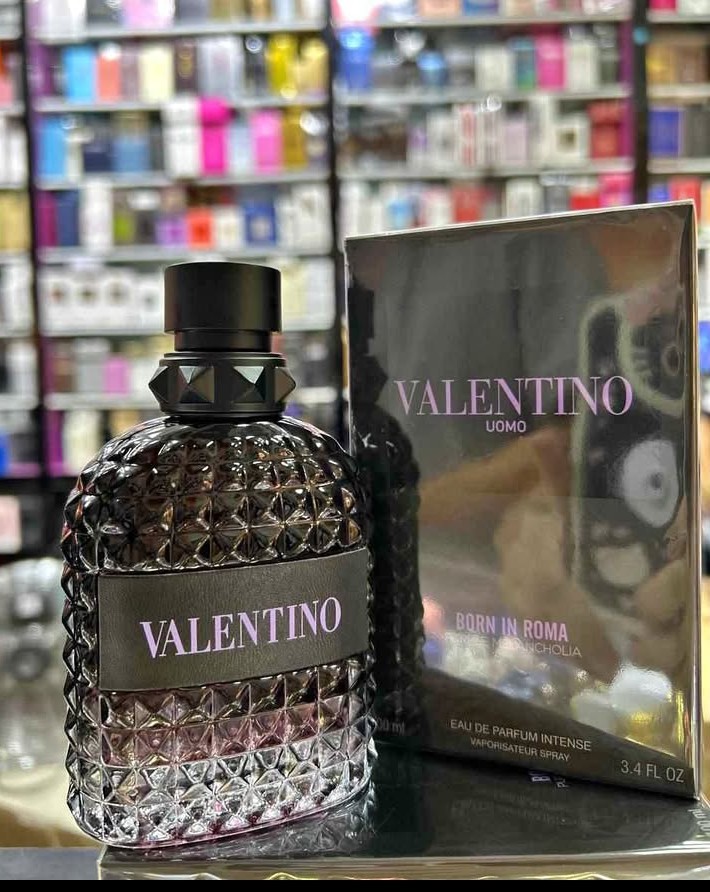 VALENTINO
UOMO
VALENTINO
BORN IN ROMA
EAU DE PARFUM INTENSE
VAPORISATEUR SPRAY
3.4 FL OZ